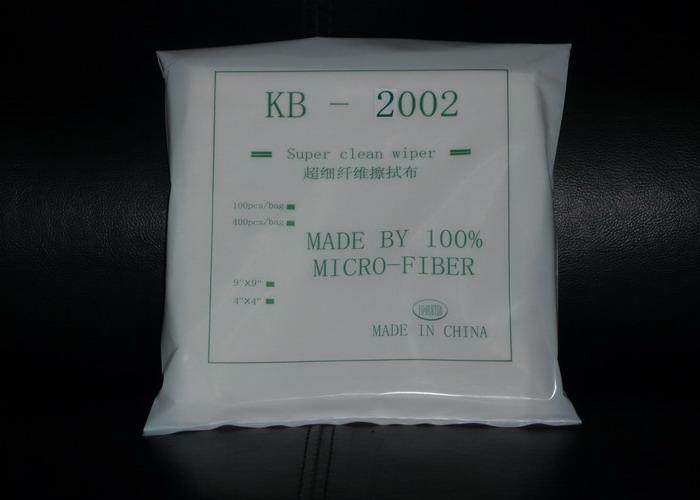 KB - 2002
Super clean wiper
超细纤维擦拭布
100pcs/bag
400pcs/bag
MADE BY 100%
MICRO-FIBER
9"X9"
4"X4"
MADE IN CHINA